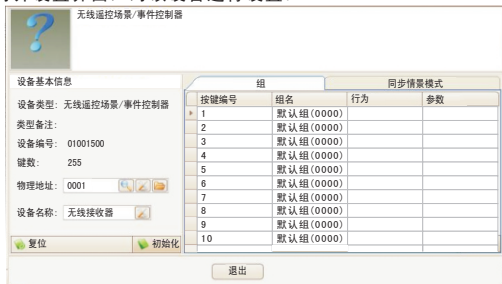 无线遥控场景/事件控制器
设备基本信息
设备类型: 无线遥控场景/事件控制器
类型备注:
设备编号: 01001500
键数: 255
物理地址: 0001
设备名称: 无线接收器
复位 初始化
组 同步情景模式
按键编号 组名 行为 参数
1 默认组(0000)
2 默认组(0000)
3 默认组(0000)
4 默认组(0000)
5 默认组(0000)
6 默认组(0000)
7 默认组(0000)
8 默认组(0000)
9 默认组(0000)
10 默认组(0000)
退出